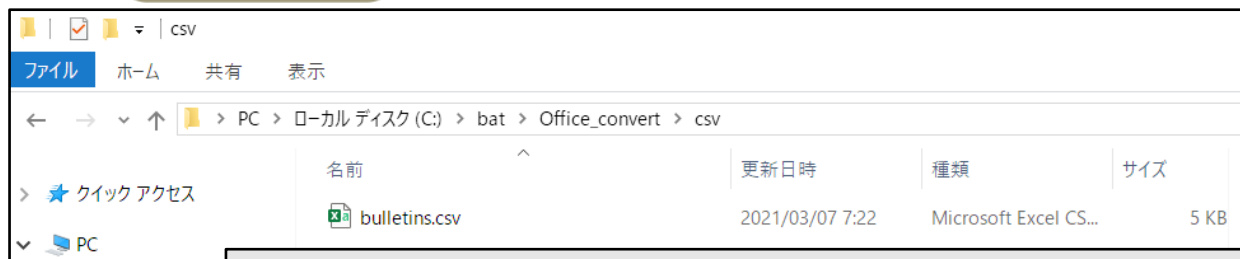 csv
ファイル ホーム 共有 表示
PC > ローカル ディスク (C:) > bat > Office_convert > csv
名前 更新日時 種類 サイズ
クイック アクセス
bulletins.csv 2021/03/07 7:22 Microsoft Excel CS... 5 KB
PC